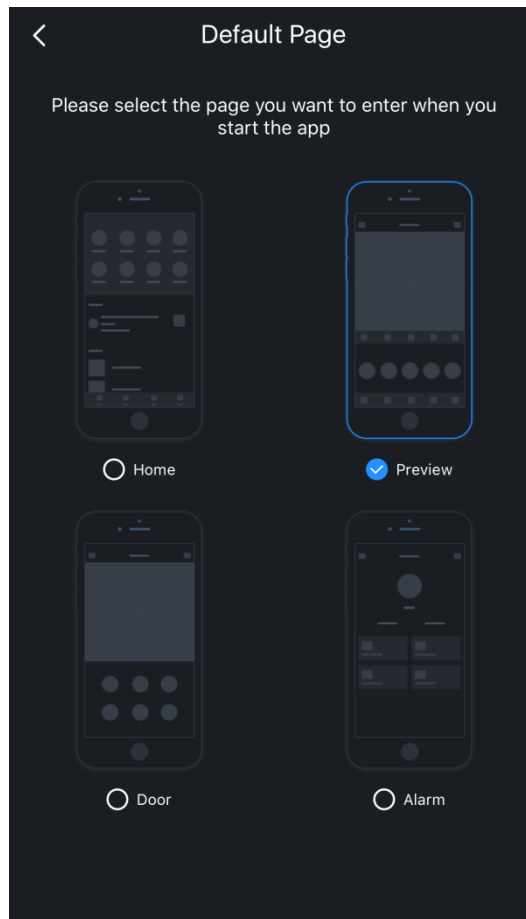 Default Page
Please select the page you want to enter when you
start the app
Home
Preview
Door
Alarm